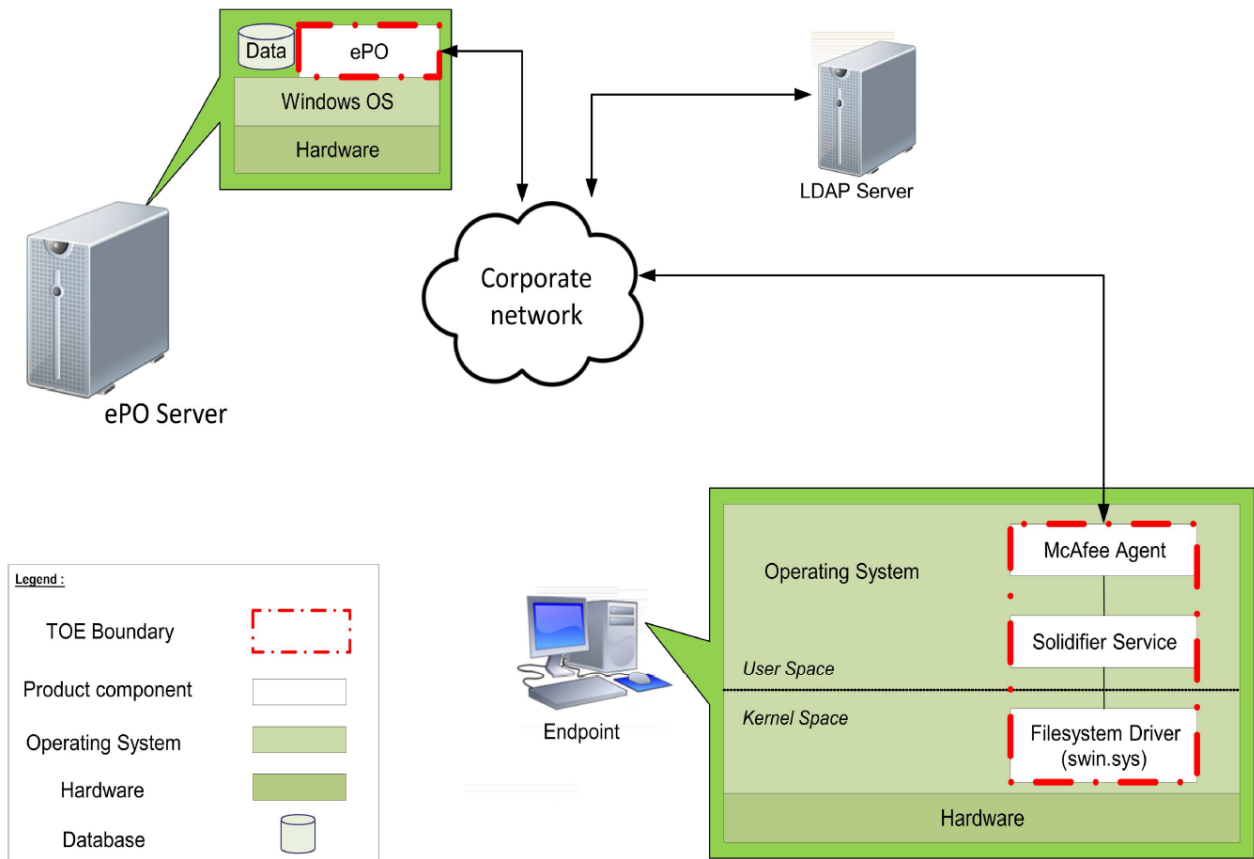 Data
ePO
Windows OS
Hardware
ePO Server
LDAP Server
Corporate
network
Operating System
McAfee Agent
Solidifier Service
User Space
Kernel Space
Filesystem Driver
(swin.sys)
Hardware
Endpoint
Legend :
TOE Boundary
Product component
Operating System
Hardware
Database